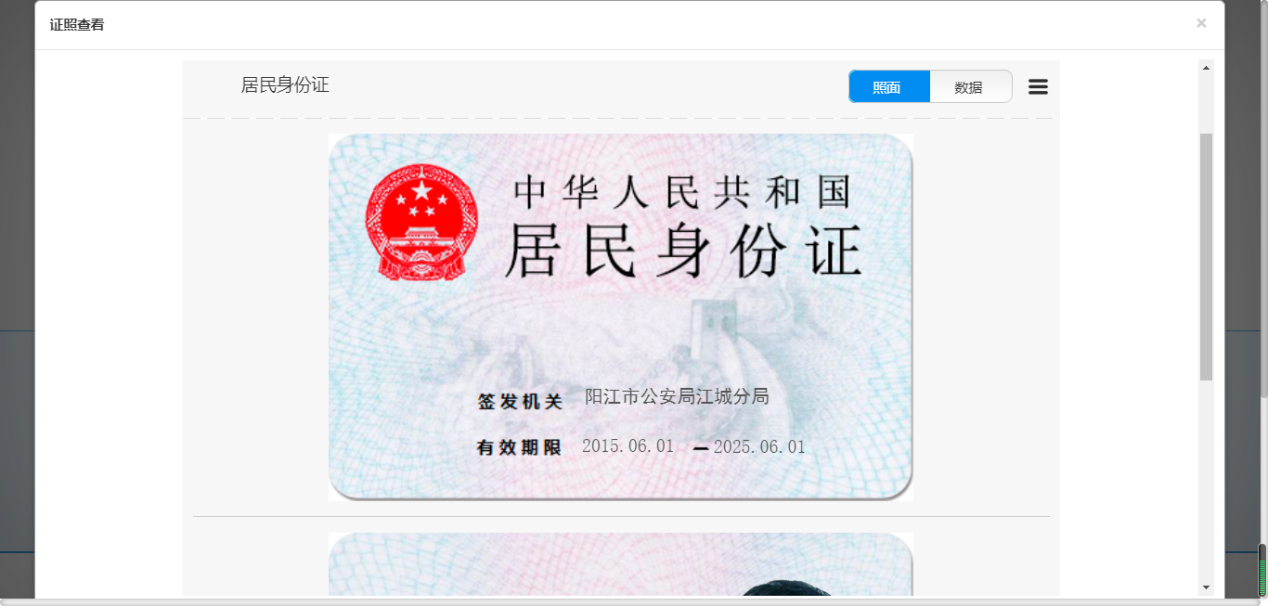 证照查看 ×
居民身份证 照面 数据
中华人民共和国
居民身份证
签发机关 阳江市公安局江城分局
有效期限 2015.06.01 — 2025.06.01